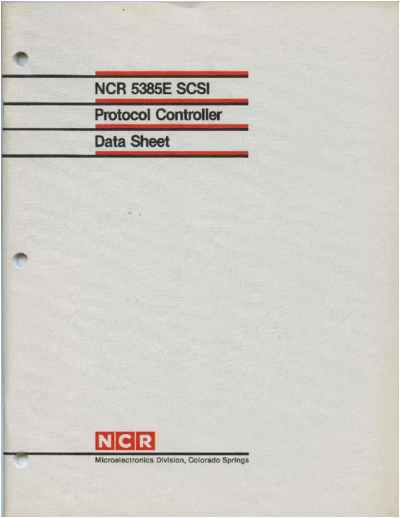 NCR 5385E SCSI
Protocol Controller
Data Sheet
NCR
Microelectronics Division, Colorado Springs